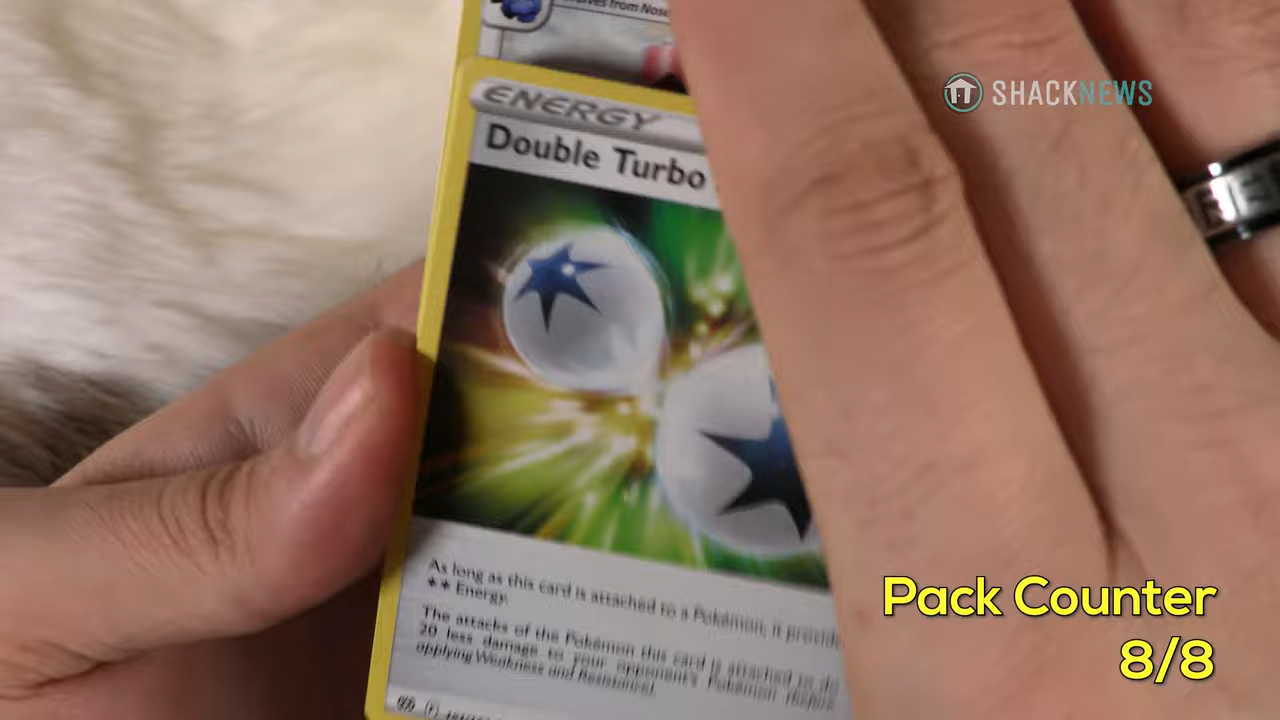 Evolves from Nose
SHACKNEWS
ENERGY
Double Turbo
As long as this card is attached to a Pokémon, it provid
Energy.
The attacks of the Pokémon this card is attached to do
20 less damage to your opponent's Pokémon (before
applying Weakness and Resistance).
Pack Counter
8/8